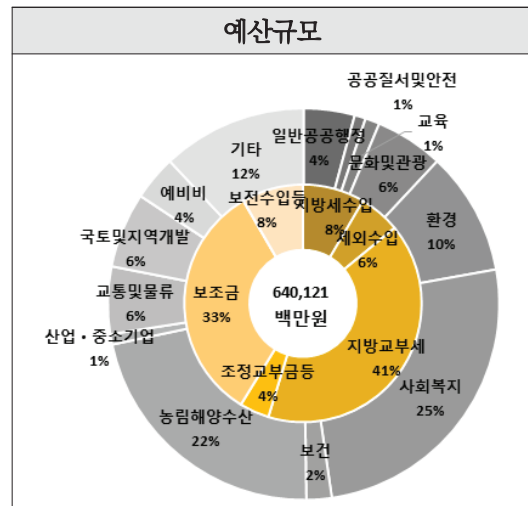 예산규모
공공질서및안전
1%
교육
1%
일반공공행정
4%
문화및관광
6%
환경
10%
사회복지
25%
보건
2%
농림해양수산
22%
산업・중소기업
1%
교통및물류
6%
국토및지역개발
6%
예비비
4%
기타
12%
지방세수입
8%
세외수입
6%
지방교부세
41%
조정교부금등
4%
보조금
33%
보전수입등
8%
640,121
백만원